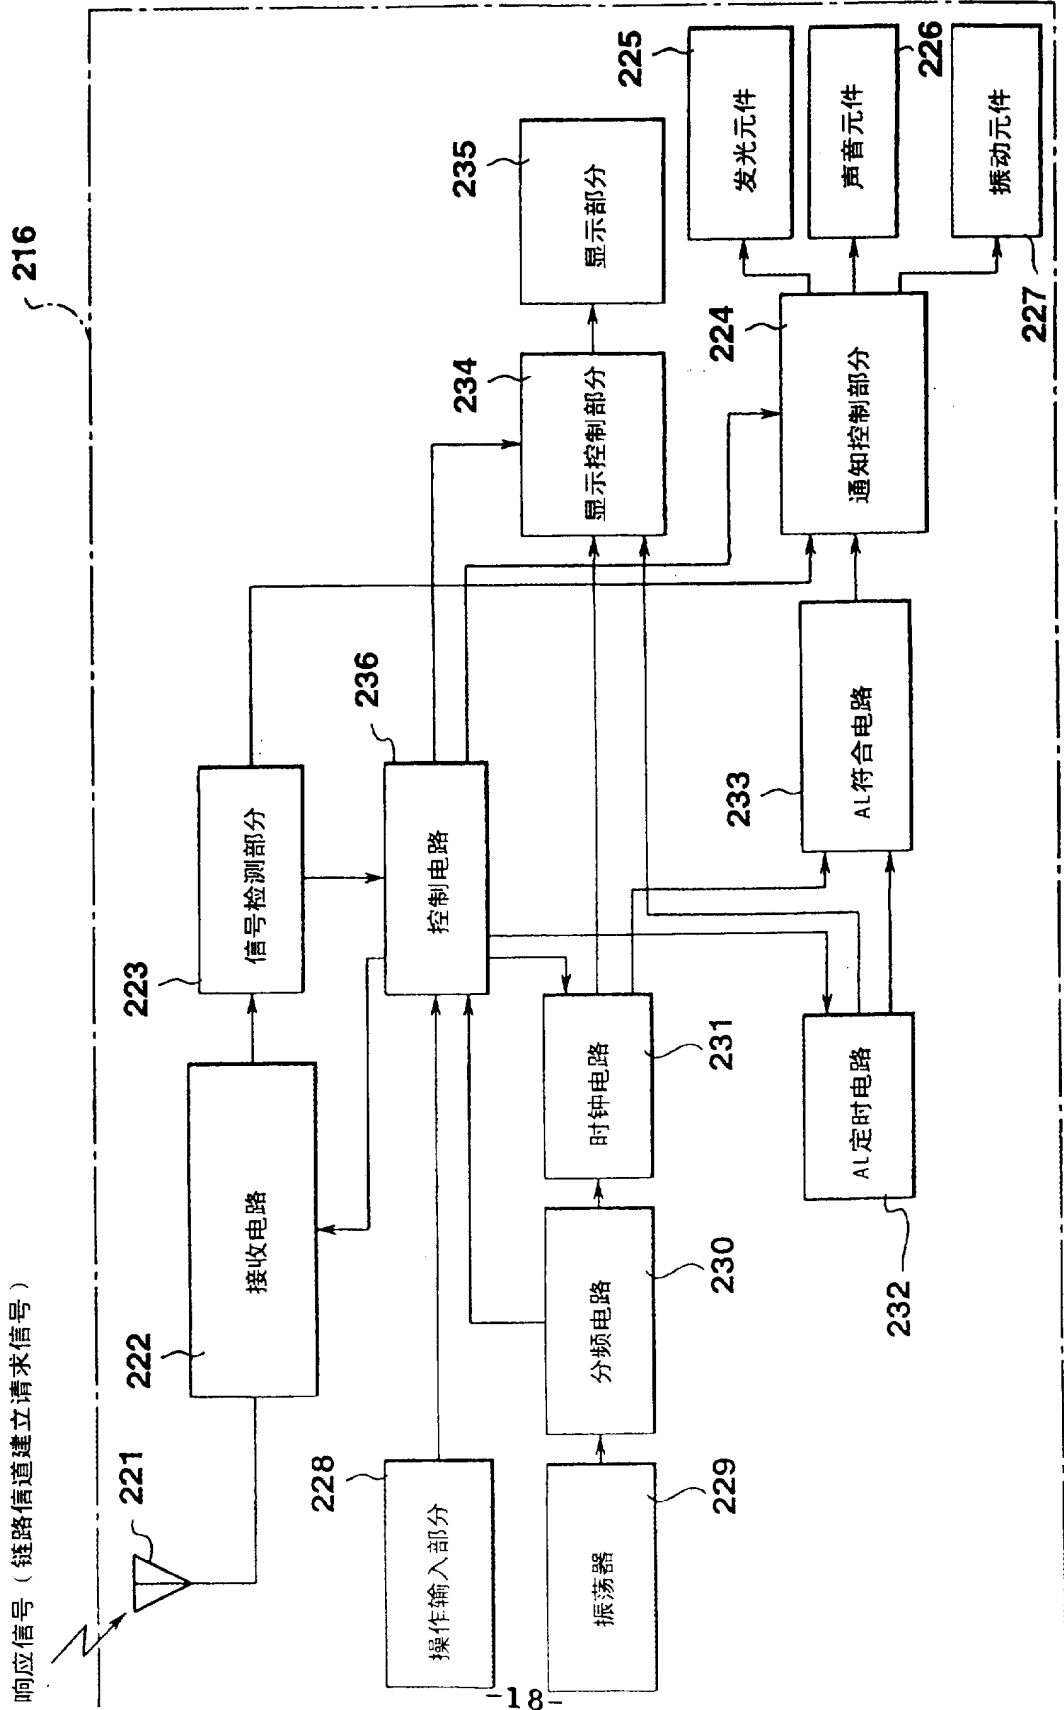 响应信号（链路信道建立请求信号）
216
221
222
接收电路
223
信号检测部分
228
操作输入部分
236
控制电路
234
显示控制部分
235
显示部分
振荡器
229
分频电路
230
时钟电路
231
AL定时电路
232
233
AL符合电路
224
通知控制部分
225
发光元件
声音元件
226
振动元件
227
-18-